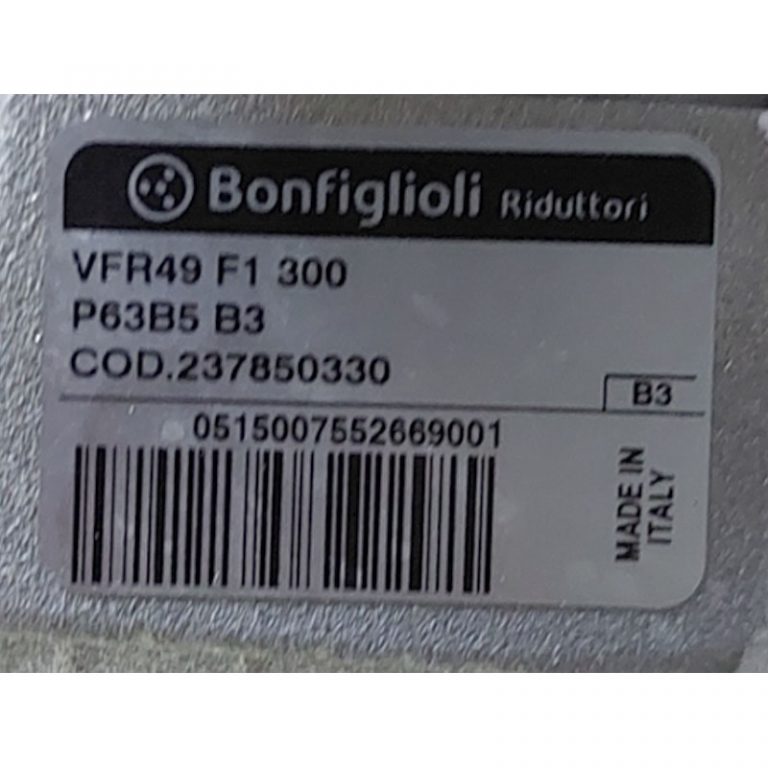 Bonfiglioli Riduttori
VFR49 F1 300
P63B5 B3
COD.237850330
B3
0515007552669001
MADE IN
ITALY